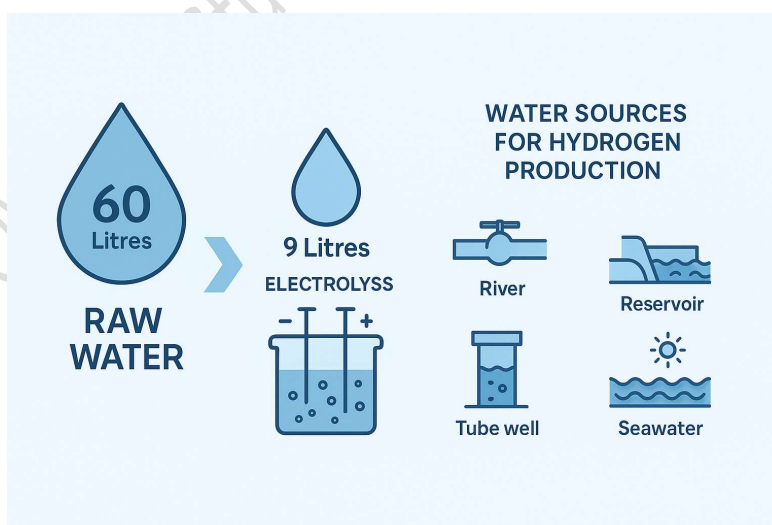 60
Litres
RAW
WATER
9 Litres
ELECTROLYSS
-
+
WATER SOURCES
FOR HYDROGEN
PRODUCTION
River
Reservoir
Tube well
Seawater